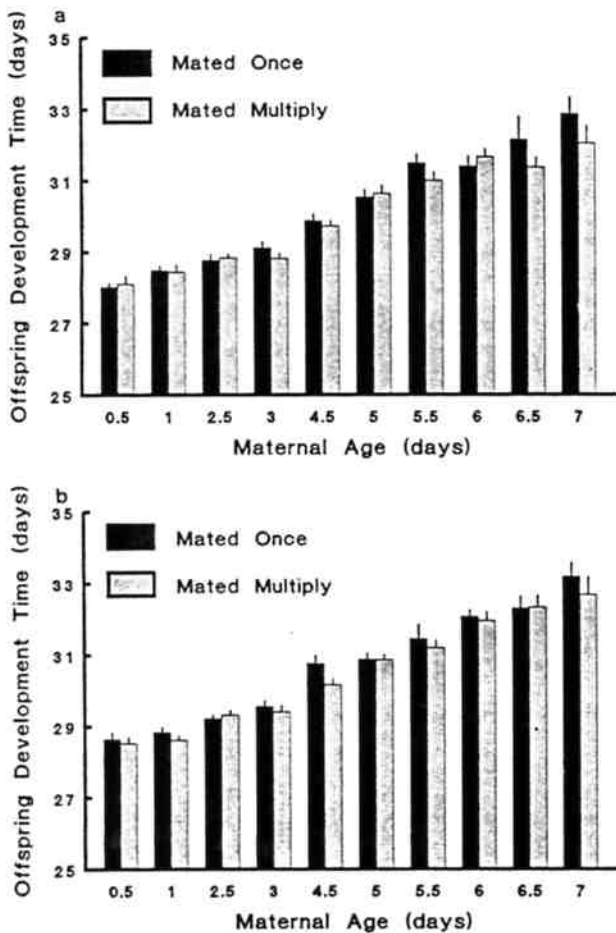 a
35
33
31
29
27
25
Offspring Development Time (days)
Mated Once
Mated Multiply
0.5 1 2.5 3 4.5 5 5.5 6 6.5 7
Maternal Age (days)
b
35
33
31
29
27
25
Offspring Development Time (days)
Mated Once
Mated Multiply
0.5 1 2.5 3 4.5 5 5.5 6 6.5 7
Maternal Age (days)